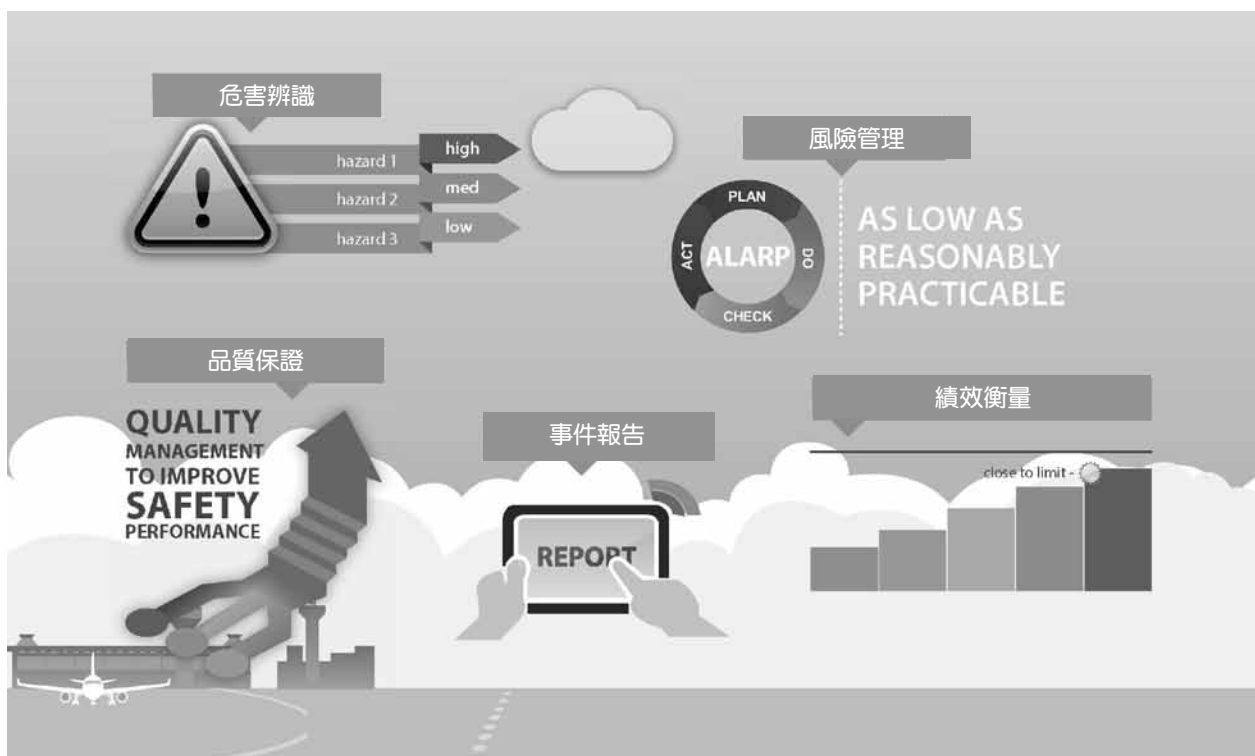 危害辨識
hazard 1
high
hazard 2
med
hazard 3
low
風險管理
PLAN
DO
CHECK
ACT
ALARP
AS LOW AS
REASONABLY
PRACTICABLE
品質保證
QUALITY
MANAGEMENT
TO IMPROVE
SAFETY
PERFORMANCE
事件報告
REPORT
績效衡量
close to limit -